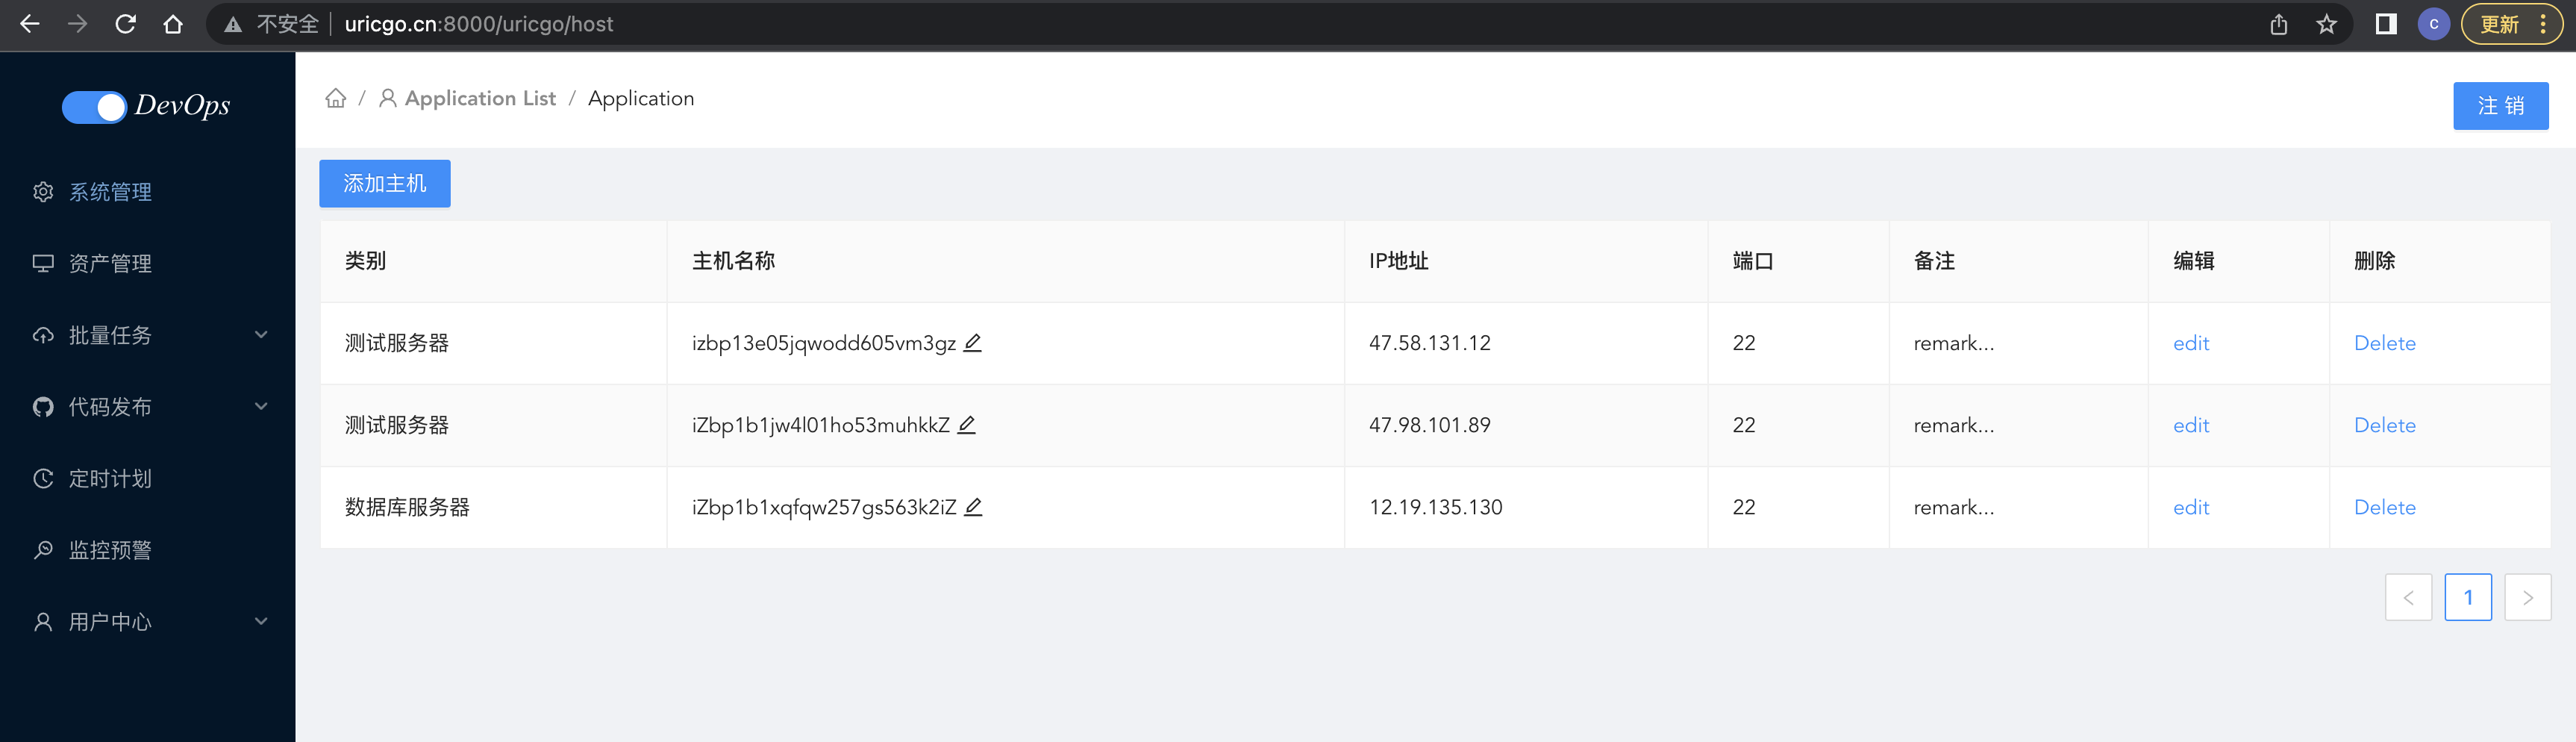 不安全 uricgo.cn:8000/uricgo/host C 更新
DevOps
系统管理
资产管理
批量任务
代码发布
定时计划
监控预警
用户中心
/ Application List / Application
注 销
添加主机
类别 主机名称 IP地址 端口 备注 编辑 删除
测试服务器 izbp13e05jqwodd605vm3gz 47.58.131.12 22 remark... edit Delete
测试服务器 iZbp1b1jw4l01ho53muhkkZ 47.98.101.89 22 remark... edit Delete
数据库服务器 iZbp1b1xqfqw257gs563k2iZ 12.19.135.130 22 remark... edit Delete
< 1 >